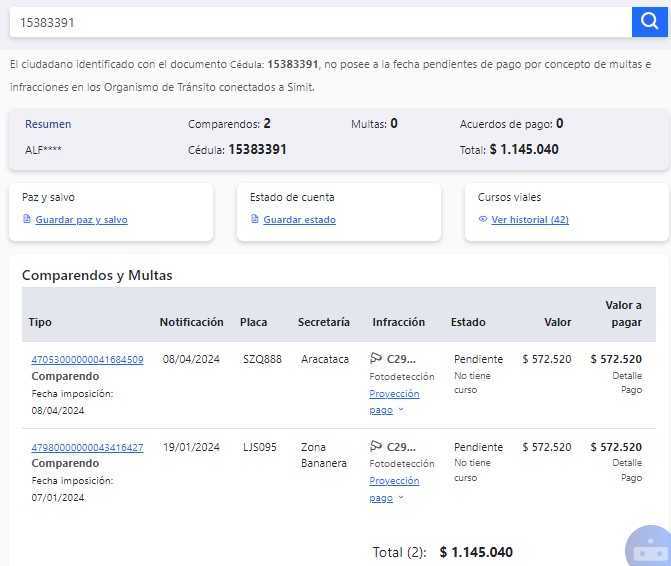 15383391
El ciudadano identificado con el documento Cédula: 15383391, no posee a la fecha pendientes de pago por concepto de multas e
infracciones en los Organismo de Tránsito conectados a Simit.
Resumen Comparendos: 2 Multas: 0 Acuerdos de pago: 0
ALF**** Cédula: 15383391 Total: $ 1.145.040
Paz y salvo Estado de cuenta Cursos viales
Guardar paz y salvo Guardar estado Ver historial (42)
Comparendos y Multas
Tipo Notificación Placa Secretaría Infracción Estado Valor Valor a pagar
47053000000041684509 08/04/2024 SZQ888 Aracataca C29... Pendiente $ 572.520 $ 572.520
Comparendo Fotodetección No tiene curso Detalle Pago
Fecha imposición: Proyección pago
08/04/2024
47980000000043416427 19/01/2024 LJS095 Zona Bananera C29... Pendiente $ 572.520 $ 572.520
Comparendo Fotodetección No tiene curso Detalle Pago
Fecha imposición: Proyección pago
07/01/2024
Total (2): $ 1.145.040